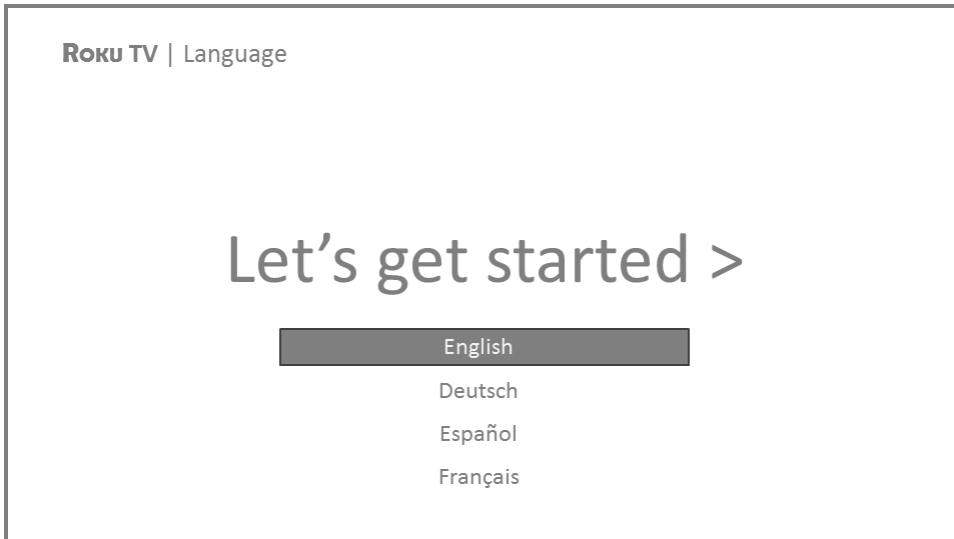 ROKU TV | Language
Let’s get started >
English
Deutsch
Español
Français